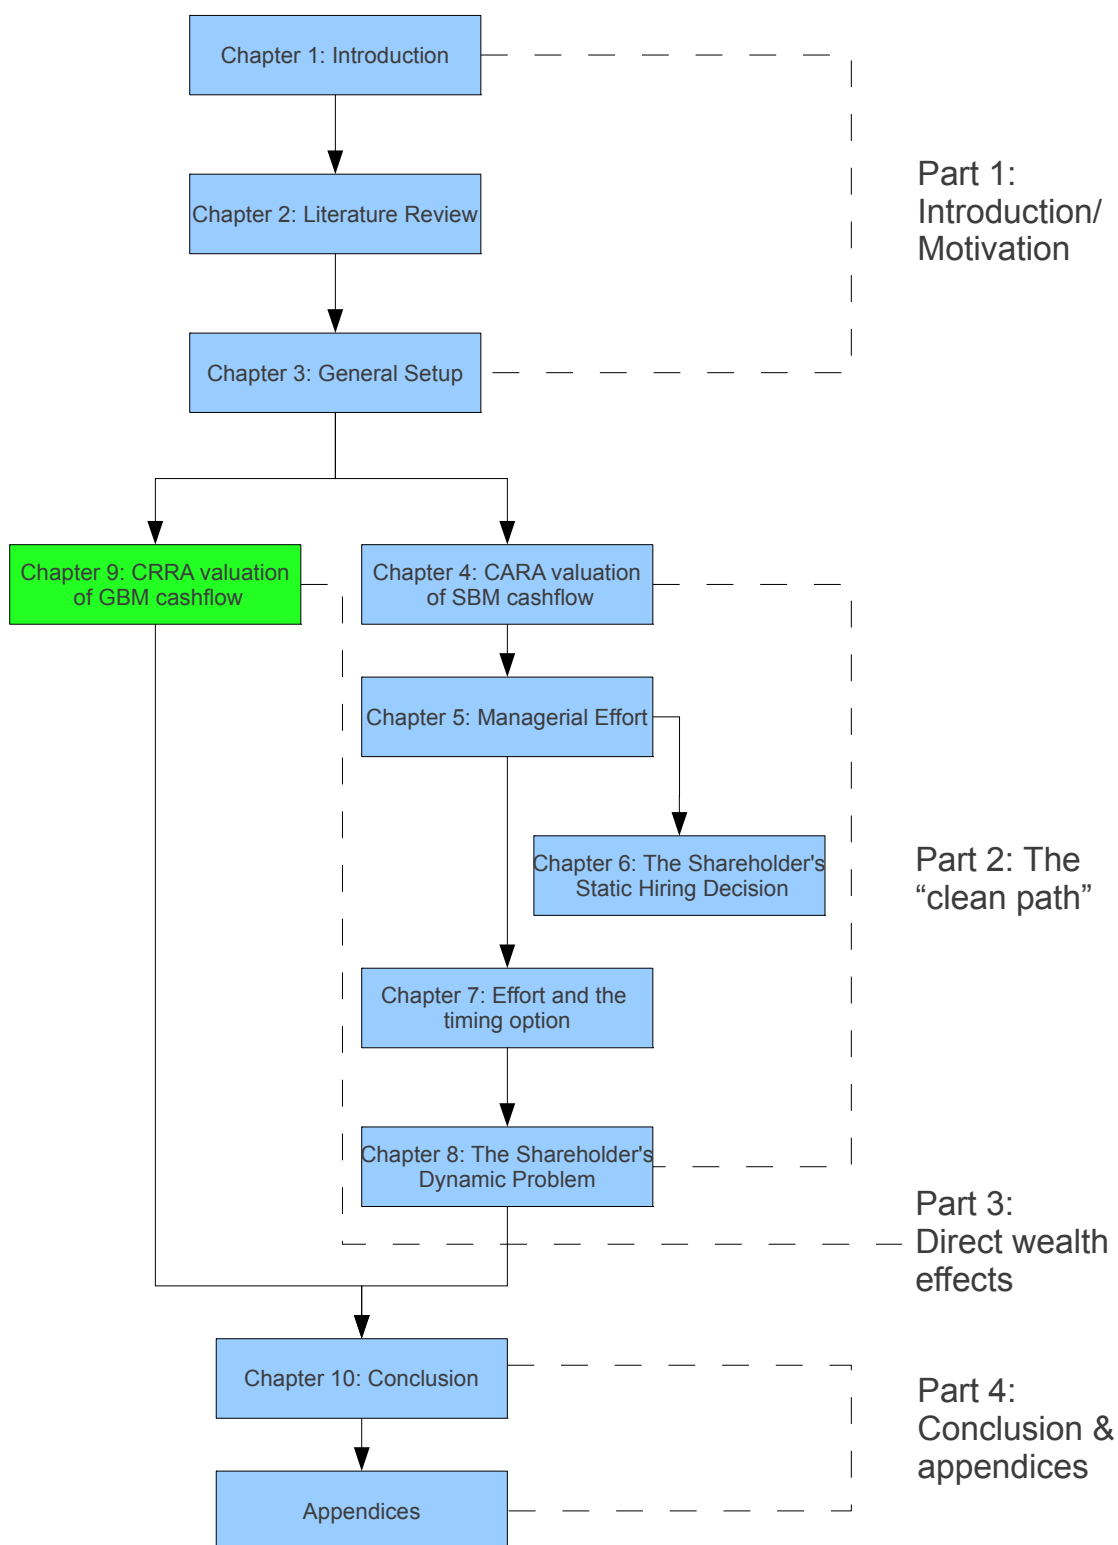 Chapter 1: Introduction
Part 1:
Introduction/
Motivation
Chapter 2: Literature Review
Chapter 3: General Setup
Chapter 9: CRRA valuation
of GBM cashflow
Chapter 4: CARA valuation
of SBM cashflow
Chapter 5: Managerial Effort
Chapter 6: The Shareholder's
Static Hiring Decision
Part 2: The
“clean path”
Chapter 7: Effort and the
timing option
Chapter 8: The Shareholder's
Dynamic Problem
Part 3:
Direct wealth
effects
Chapter 10: Conclusion
Part 4:
Conclusion &
appendices
Appendices